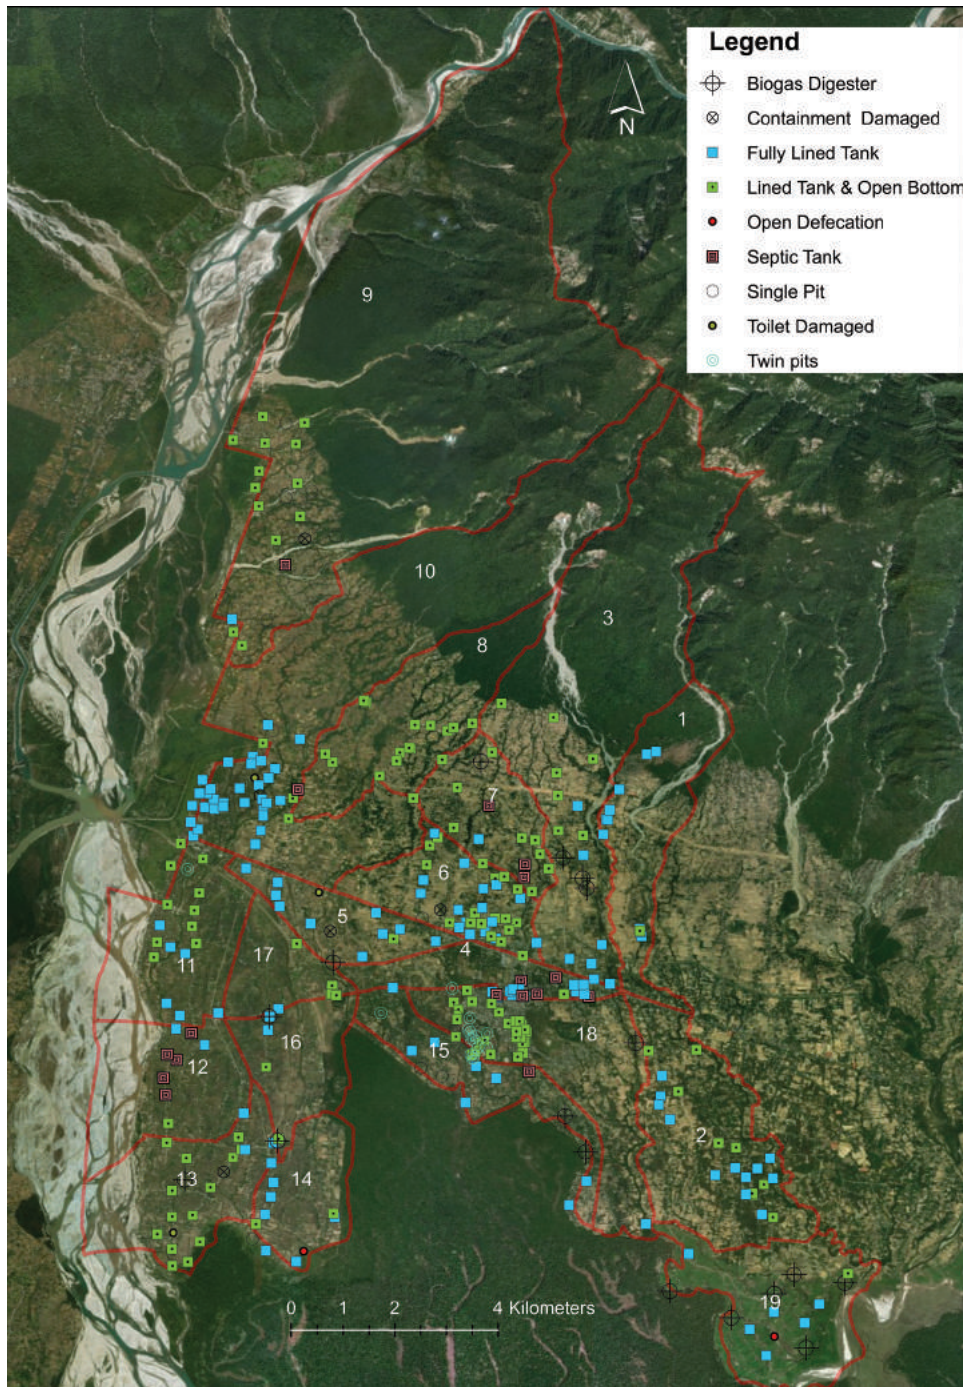 Legend
Biogas Digester
Containment Damaged
Fully Lined Tank
Lined Tank & Open Bottom
Open Defecation
Septic Tank
Single Pit
Toilet Damaged
Twin pits
N
9
10
3
8
1
7
6
5
4
17
11
16
18
15
12
2
13
14
19
0 1 2 4 Kilometers